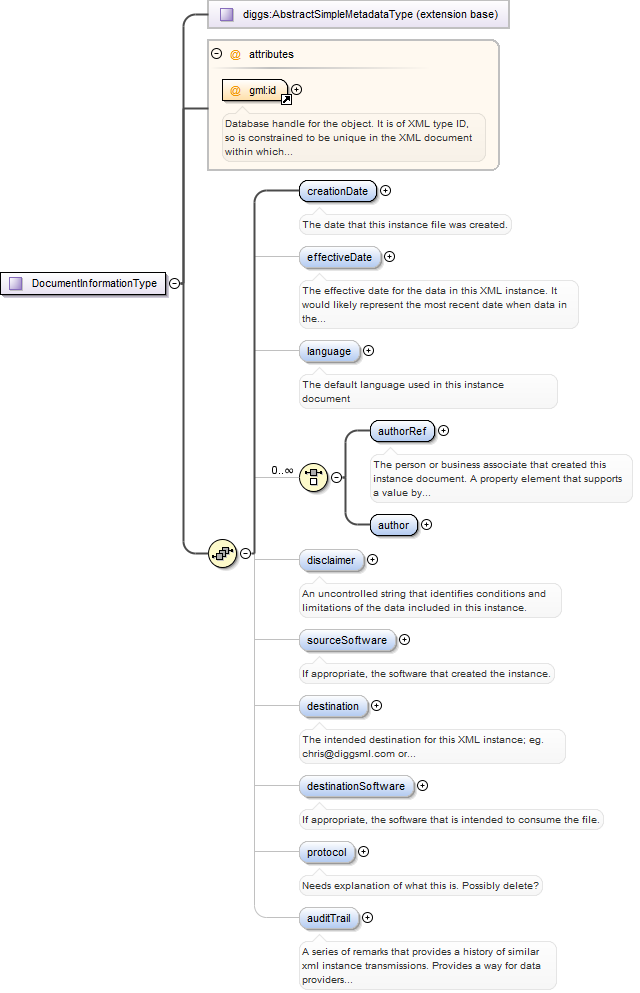 diggs:AbstractSimpleMetadataType (extension base)
@ attributes
@ gml:id
Database handle for the object. It is of XML type ID,
so is constrained to be unique in the XML document
within which...
creationDate
The date that this instance file was created.
effectiveDate
The effective date for the data in this XML instance. It
would likely represent the most recent date when data in
the...
DocumentInformationType
language
The default language used in this instance
document
authorRef
0..∞
The person or business associate that created this
instance document. A property element that supports
a value by...
author
disclaimer
An uncontrolled string that identifies conditions and
limitations of the data included in this instance.
sourceSoftware
If appropriate, the software that created the instance.
destination
The intended destination for this XML instance; eg.
chris@diggsml.com or...
destinationSoftware
If appropriate, the software that is intended to consume the file.
protocol
Needs explanation of what this is. Possibly delete?
auditTrail
A series of remarks that provides a history of similar
xml instance transmissions. Provides a way for data
providers...